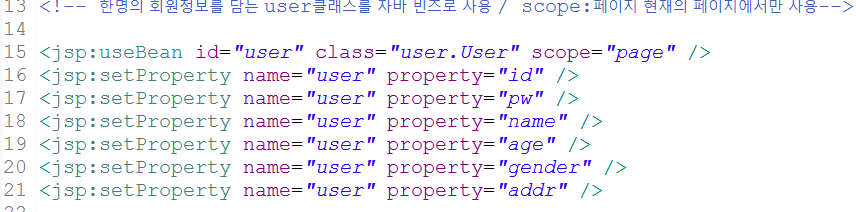 13 <!-- 한명의 회원정보를 담는 user클래스를 자바 빈즈로 사용 / scope:페이지 현재의 페이지에서만 사용-->
14
15 <jsp:useBean id="user" class="user.User" scope="page" />
16 <jsp:setProperty name="user" property="id" />
17 <jsp:setProperty name="user" property="pw" />
18 <jsp:setProperty name="user" property="name" />
19 <jsp:setProperty name="user" property="age" />
20 <jsp:setProperty name="user" property="gender" />
21 <jsp:setProperty name="user" property="addr" />